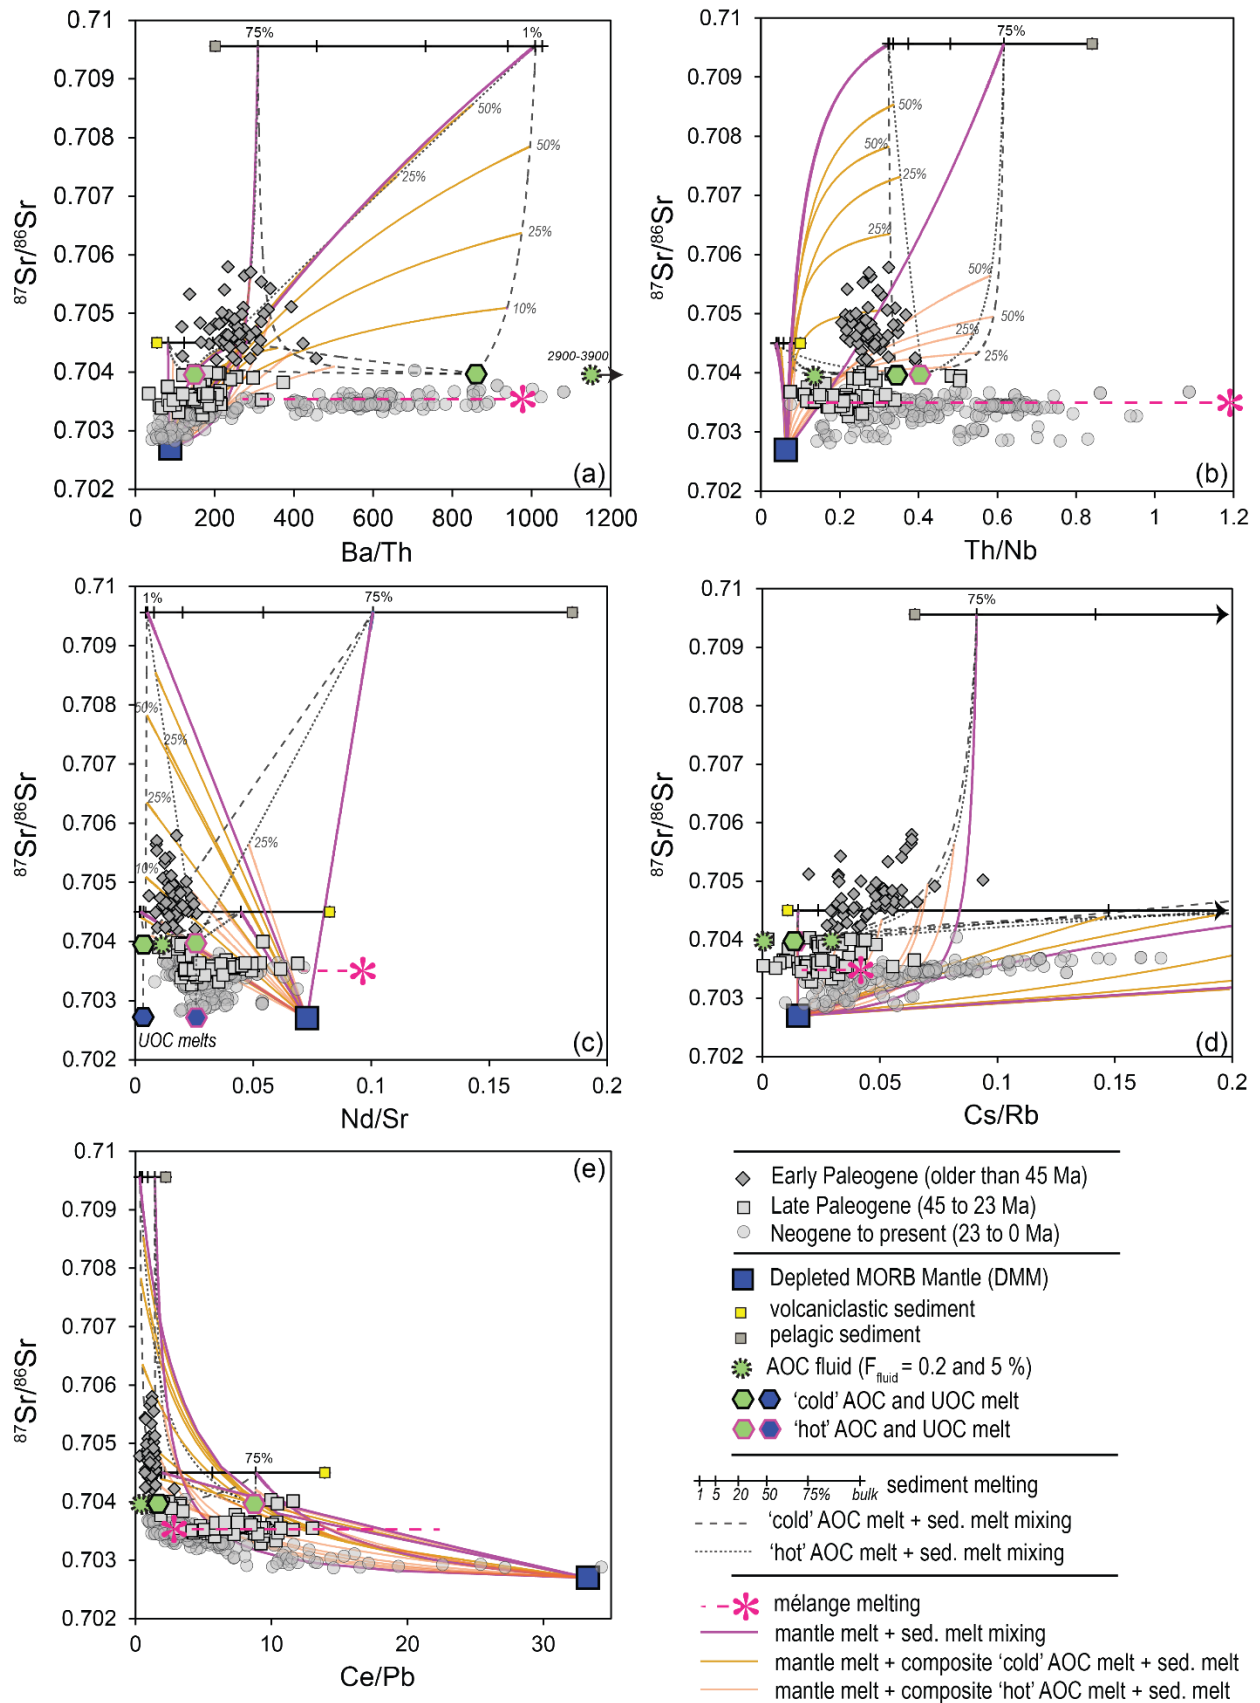 0.71
0.709
0.708
0.707
0.706
0.705
0.704
0.703
0.702
⁸⁷Sr/⁸⁶Sr
75%
1%
50%
50%
25%
25%
10%
2900-3900
(a)
0 200 400 600 800 1000 1200
Ba/Th
0.71
0.709
0.708
0.707
0.706
0.705
0.704
0.703
0.702
⁸⁷Sr/⁸⁶Sr
75%
50%
50%
25%
25%
50%
50%
25%
25%
(b)
0 0.2 0.4 0.6 0.8 1 1.2
Th/Nb
0.71
0.709
0.708
0.707
0.706
0.705
0.704
0.703
0.702
⁸⁷Sr/⁸⁶Sr
1%
75%
50%
25%
25%
25%
10%
UOC melts
(c)
0 0.05 0.1 0.15 0.2
Nd/Sr
0.71
0.709
0.708
0.707
0.706
0.705
0.704
0.703
0.702
⁸⁷Sr/⁸⁶Sr
75%
(d)
0 0.05 0.1 0.15 0.2
Cs/Rb
0.71
0.709
0.708
0.707
0.706
0.705
0.704
0.703
0.702
⁸⁷Sr/⁸⁶Sr
75%
(e)
0 10 20 30
Ce/Pb
Early Paleogene (older than 45 Ma)
Late Paleogene (45 to 23 Ma)
Neogene to present (23 to 0 Ma)
Depleted MORB Mantle (DMM)
volcaniclastic sediment
pelagic sediment
AOC fluid (F_fluid = 0.2 and 5 %)
'cold' AOC and UOC melt
'hot' AOC and UOC melt
1 5 20 50 75% bulk sediment melting
'cold' AOC melt + sed. melt mixing
'hot' AOC melt + sed. melt mixing
mélange melting
mantle melt + sed. melt mixing
mantle melt + composite 'cold' AOC melt + sed. melt
mantle melt + composite 'hot' AOC melt + sed. melt